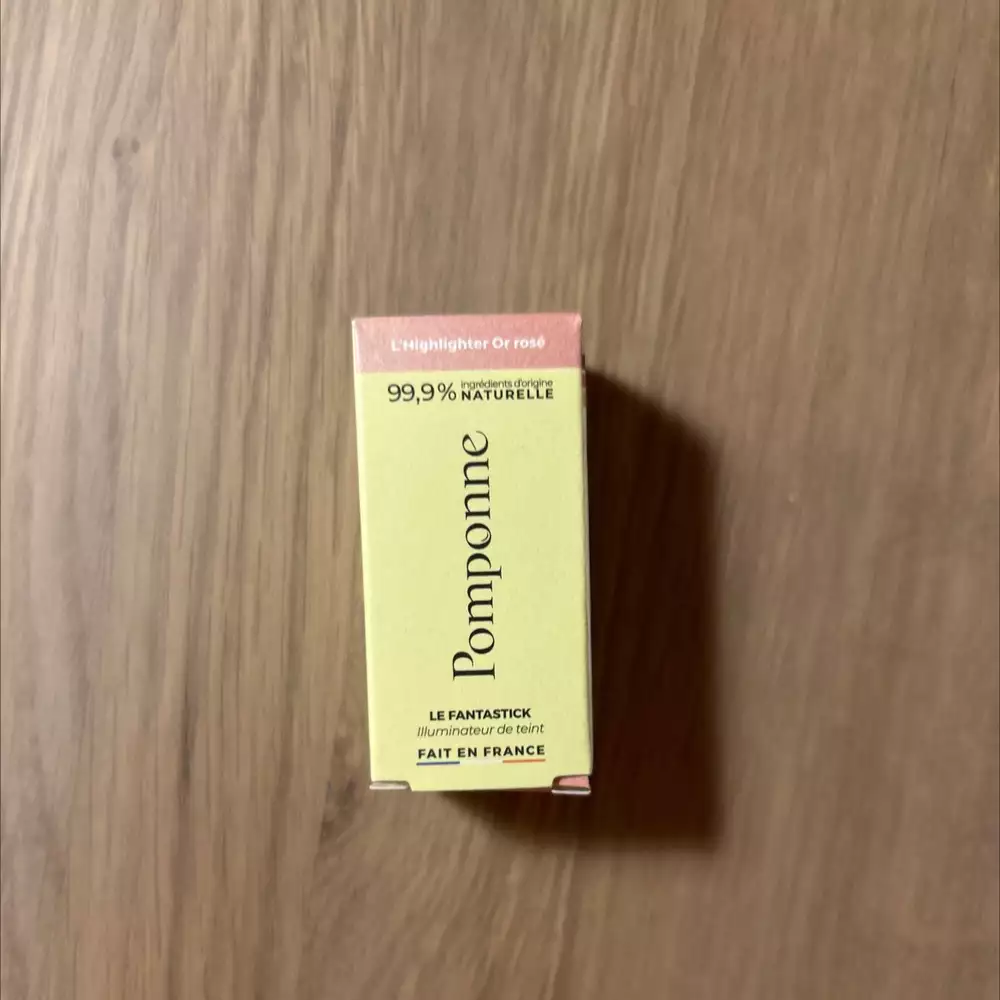 L'Highlighter Or rosé
99,9% ingrédients d'origine
NATURELLE
Pomponne
LE FANTASTICK
Illuminateur de teint
FAIT EN FRANCE